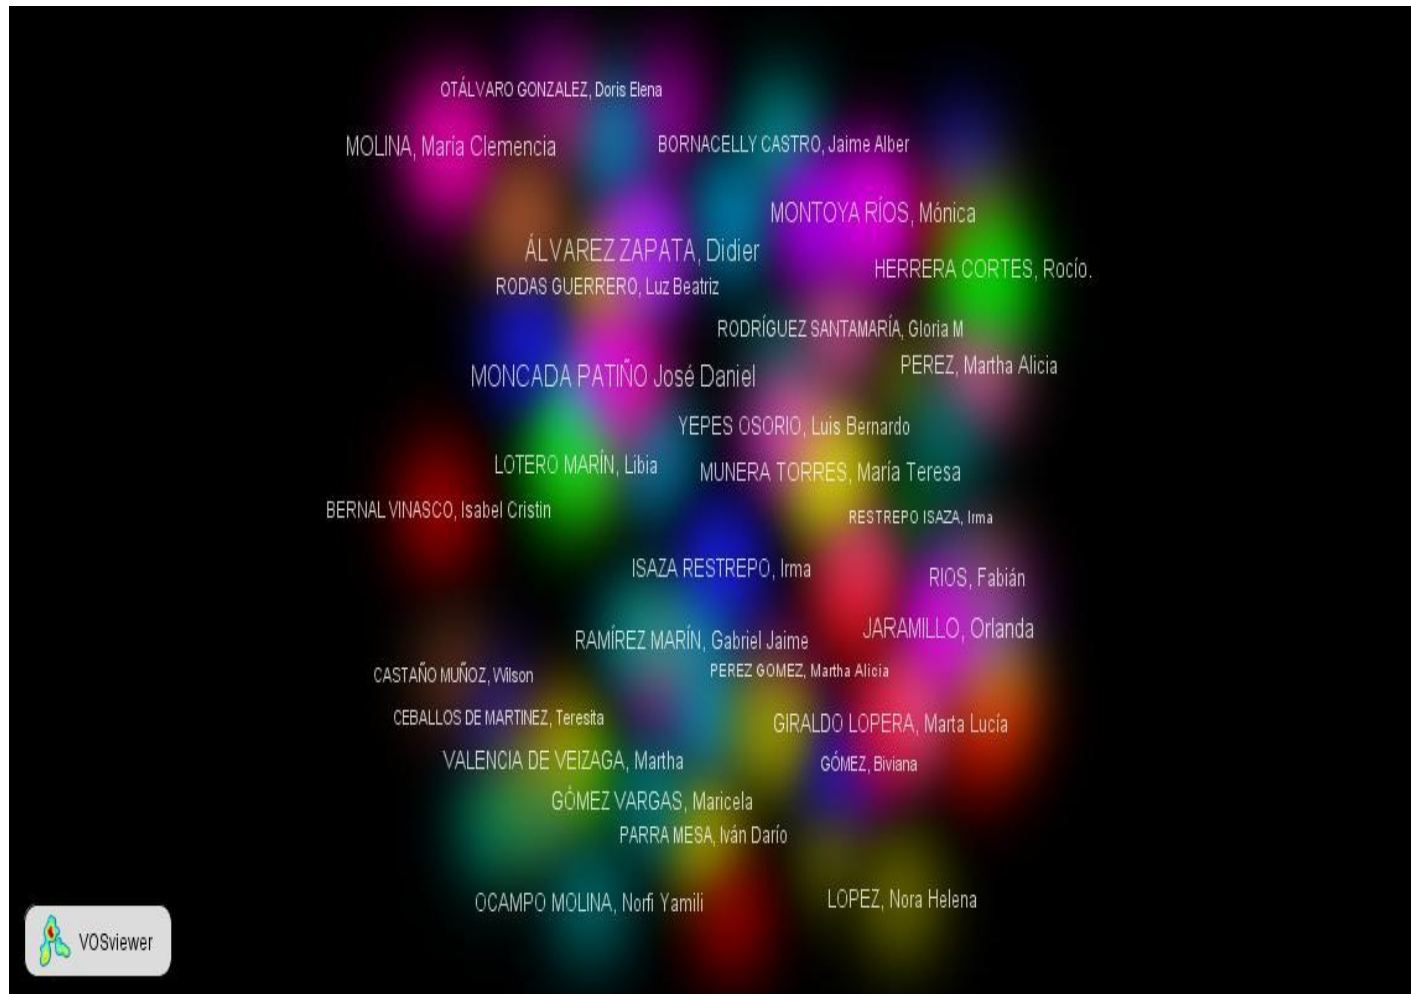 OTÁLVARO GONZALEZ, Doris Elena
MOLINA, María Clemencia
BORNACELLY CASTRO, Jaime Alber
MONTOYA RÍOS, Mónica
ÁLVAREZ ZAPATA, Didier
HERRERA CORTES, Rocío.
RODAS GUERRERO, Luz Beatriz
RODRÍGUEZ SANTAMARÍA, Gloria M
PEREZ, Martha Alicia
MONCADA PATIÑO José Daniel
YEPES OSORIO, Luis Bernardo
LOTERO MARÍN, Libia
MUNERA TORRES, María Teresa
BERNAL VINASCO, Isabel Cristin
RESTREPO ISAZA, Irma
ISAZA RESTREPO, Irma
RIOS, Fabián
JARAMILLO, Orlanda
RAMÍREZ MARÍN, Gabriel Jaime
PEREZ GOMEZ, Martha Alicia
CASTAÑO MUÑOZ, Wilson
CEBALLOS DE MARTINEZ, Teresita
GIRALDO LOPERA, Marta Lucía
VALENCIA DE VEIZAGA, Martha
GÓMEZ, Biviana
GÓMEZ VARGAS, Maricela
PARRA MESA, Iván Darío
OCAMPO MOLINA, Norfi Yamili
LOPEZ, Nora Helena
VOSviewer